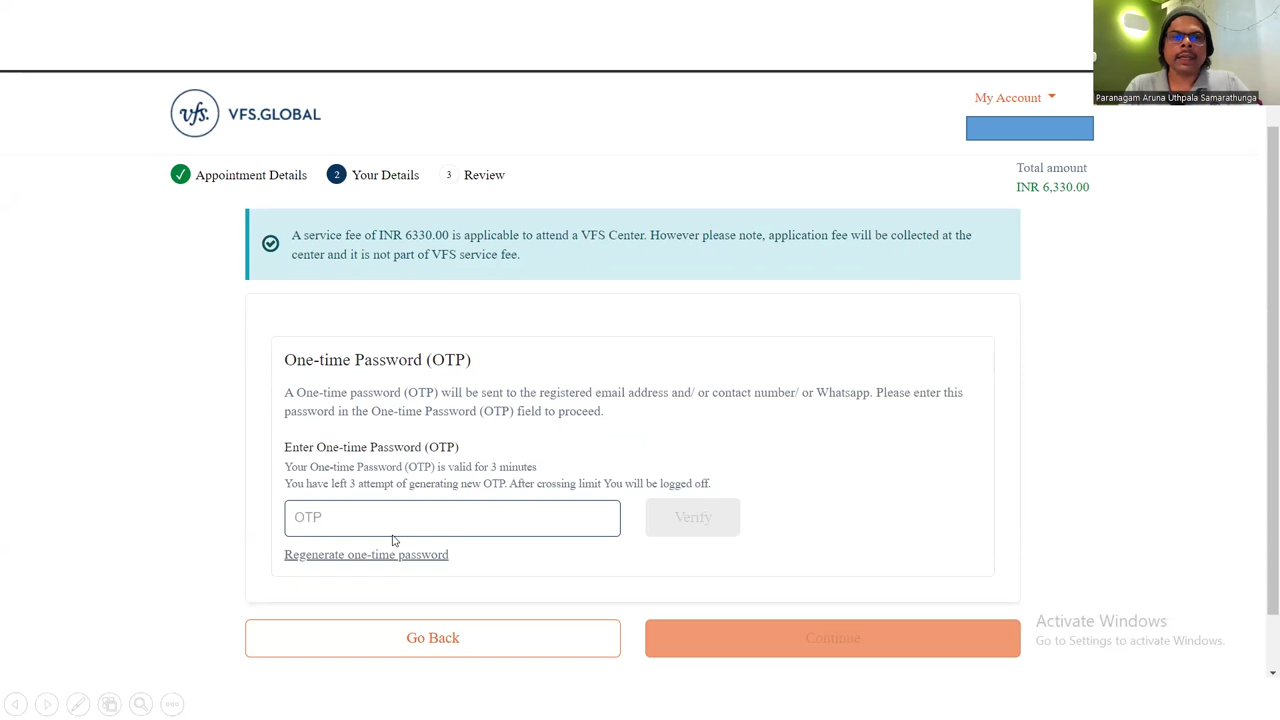 Paranagam Aruna Uthpala Samarathunga
vfs. VFS.GLOBAL
My Account
✓ Appointment Details 2 Your Details 3 Review
Total amount
INR 6,330.00
A service fee of INR 6330.00 is applicable to attend a VFS Center. However please note, application fee will be collected at the
center and it is not part of VFS service fee.
One-time Password (OTP)
A One-time password (OTP) will be sent to the registered email address and/ or contact number/ or Whatsapp. Please enter this
password in the One-time Password (OTP) field to proceed.
Enter One-time Password (OTP)
Your One-time Password (OTP) is valid for 3 minutes
You have left 3 attempt of generating new OTP. After crossing limit You will be logged off.
OTP Verify
Regenerate one-time password
Go Back Continue
Activate Windows
Go to Settings to activate Windows.